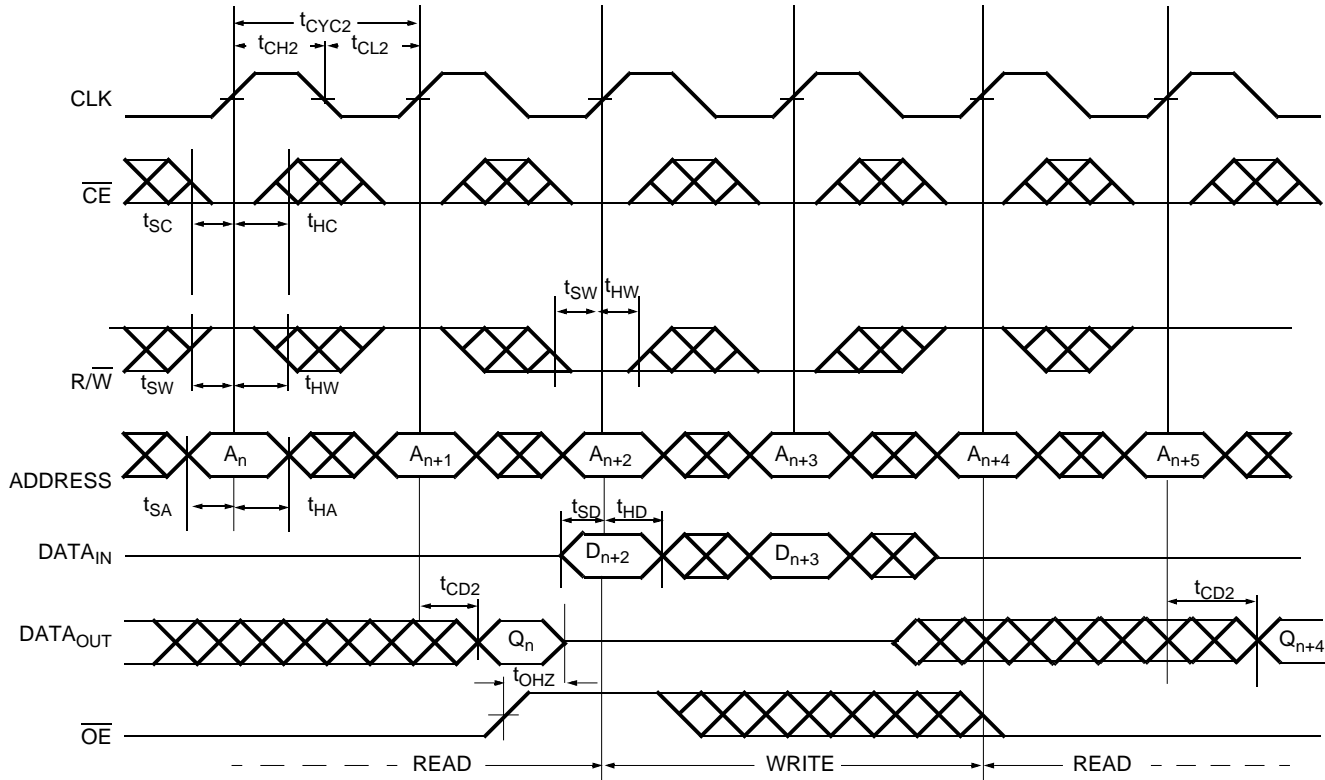 tCYC2
tCH2 tCL2
CLK
CE
tSC tHC
tSW tHW
R/W
tSW tHW
An An+1 An+2 An+3 An+4 An+5
ADDRESS
tSA tHA
tSD tHD
DATAIN
Dn+2 Dn+3
tCD2 tCD2
DATAOUT
Qn Qn+4
tOHZ
OE
READ WRITE READ